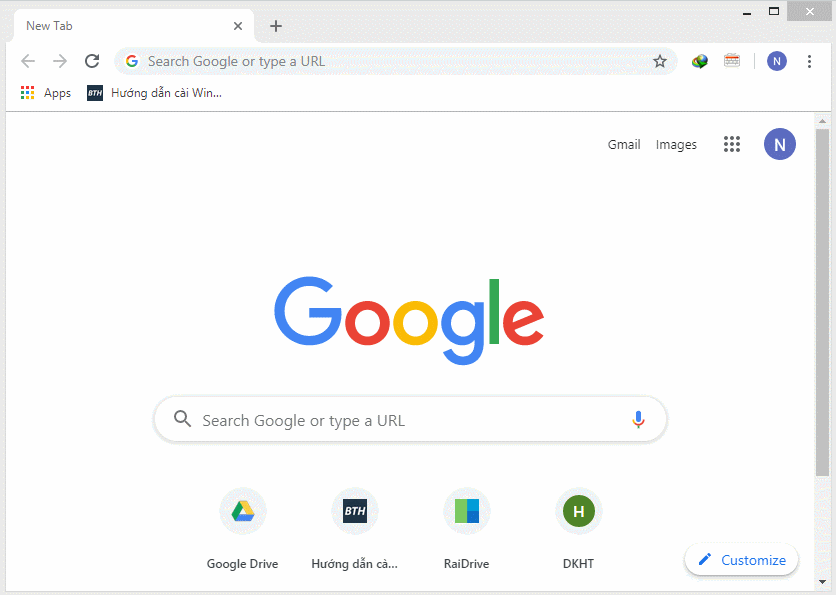 New Tab
Search Google or type a URL
N
Apps
BTH
Hướng dẫn cài Win...
Gmail
Images
N
Google
Search Google or type a URL
Google Drive
BTH
Hướng dẫn cà...
RaiDrive
H
DKHT
Customize